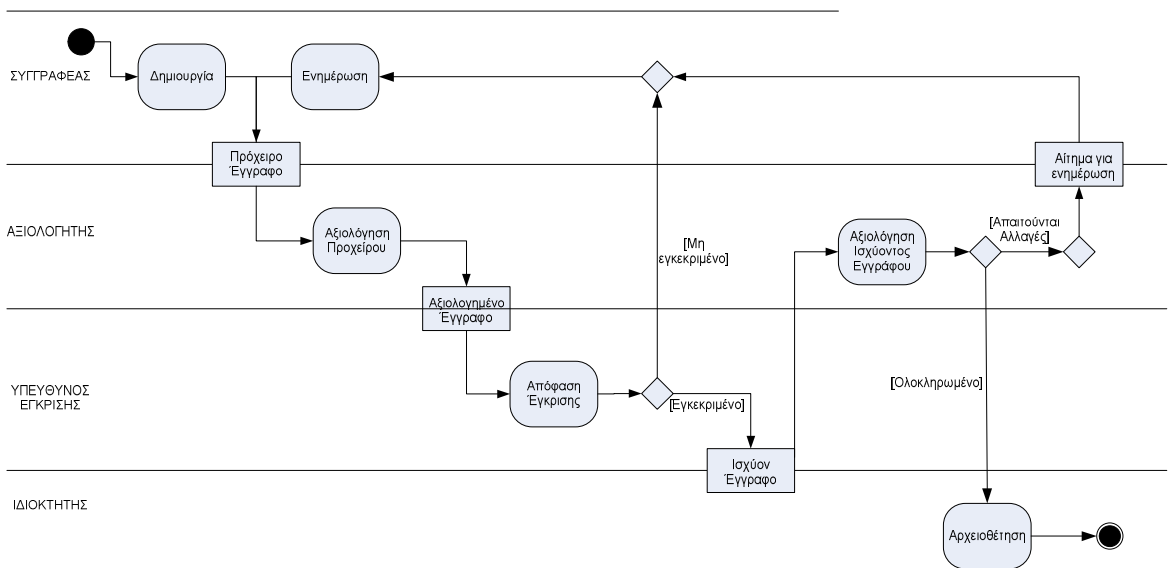 ΣΥΓΓΡΑΦΕΑΣ
Δημιουργία
Ενημέρωση
Πρόχειρο
Έγγραφο
Αίτημα για
ενημέρωση
ΑΞΙΟΛΟΓΗΤΗΣ
Αξιολόγηση
Προχείρου
[Μη
εγκεκριμένο]
Αξιολόγηση
Ισχύοντος
Εγγράφου
[Απαιτούνται
Αλλαγές]
Αξιολογημένο
Έγγραφο
ΥΠΕΥΘΥΝΟΣ
ΕΓΚΡΙΣΗΣ
Απόφαση
Έγκρισης
[Εγκεκριμένο]
[Ολοκληρωμένο]
Ισχύον
Έγγραφο
ΙΔΙΟΚΤΗΤΗΣ
Αρχειοθέτηση